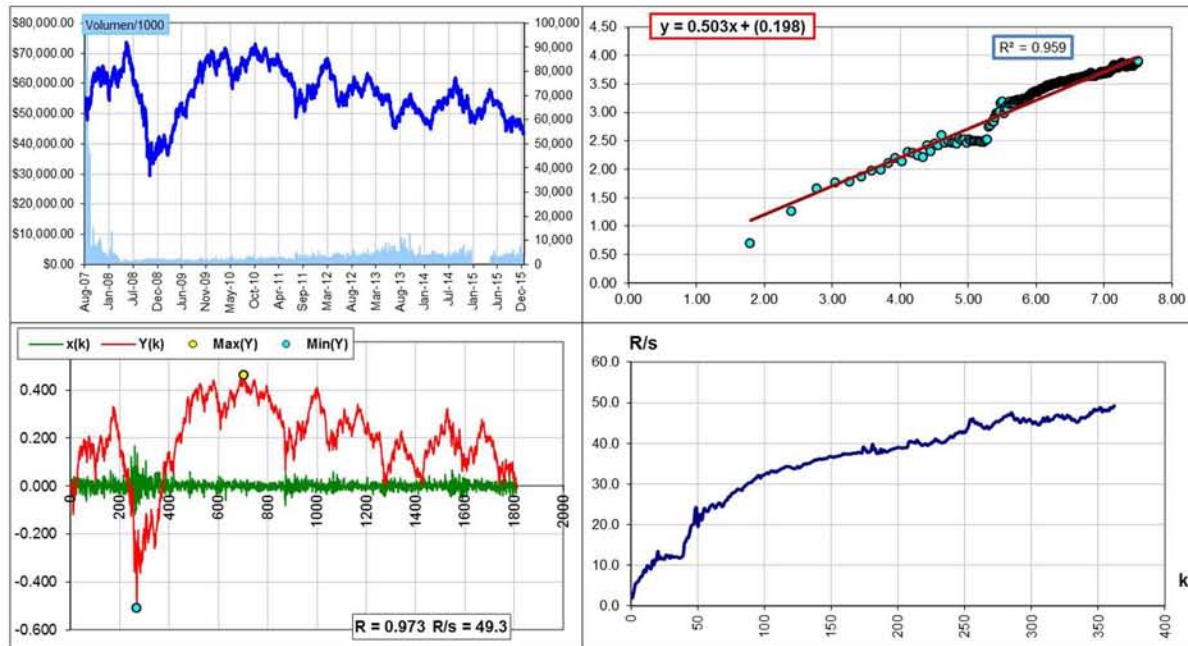 $80,000.00
$70,000.00
$60,000.00
$50,000.00
$40,000.00
$30,000.00
$20,000.00
$10,000.00
$0.00
Volumen/1000
100,000
90,000
80,000
70,000
60,000
50,000
40,000
30,000
20,000
10,000
0
Aug-07
Jan-08
Jul-08
Dec-08
Jun-09
Nov-09
May-10
Oct-10
Apr-11
Sep-11
Mar-12
Aug-12
Mar-13
Aug-13
Jan-14
Jul-14
Jan-15
Jun-15
Dec-15
y = 0.503x + (0.198)
R² = 0.959
4.50
4.00
3.50
3.00
2.50
2.00
1.50
1.00
0.50
0.00
0.00 1.00 2.00 3.00 4.00 5.00 6.00 7.00 8.00
x(k) Y(k) Max(Y) Min(Y)
0.400
0.200
0.000
-0.200
-0.400
-0.600
0 200 400 600 800 1000 1200 1400 1600 1800 2000
R = 0.973 R/s = 49.3
R/s
60.0
50.0
40.0
30.0
20.0
10.0
0.0
0 50 100 150 200 250 300 350 400
k